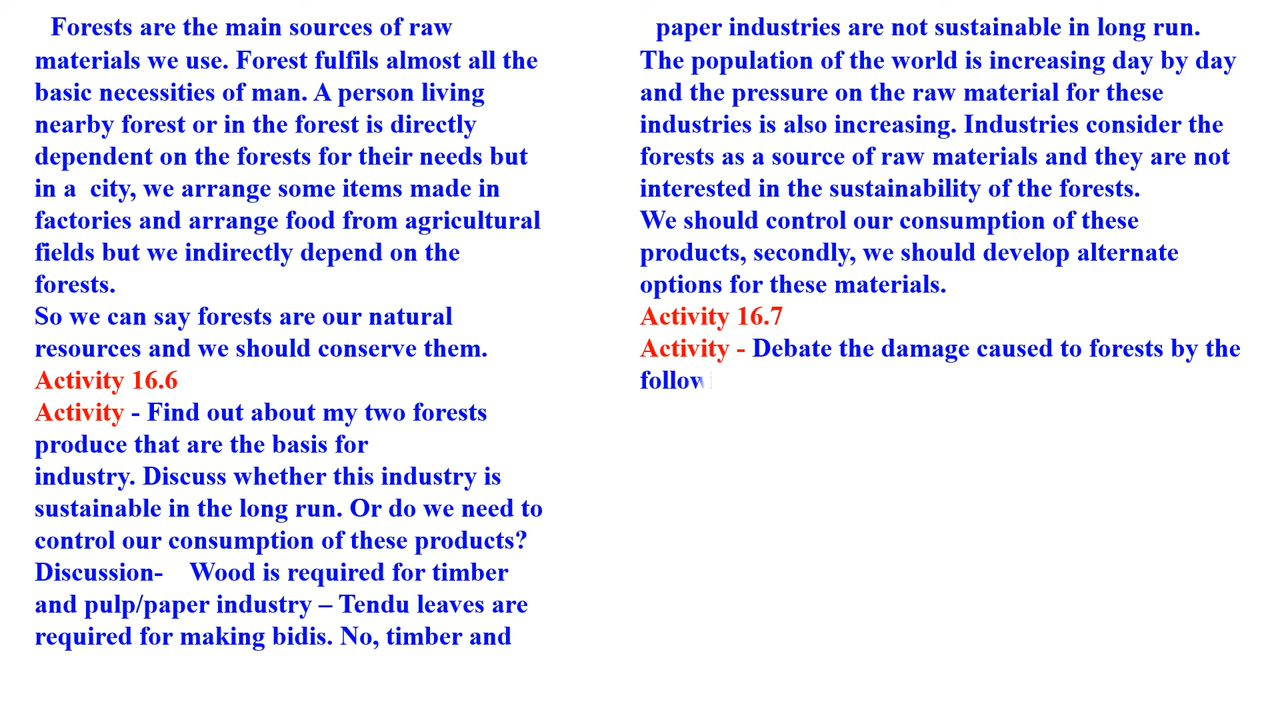 Forests are the main sources of raw
materials we use. Forest fulfils almost all the
basic necessities of man. A person living
nearby forest or in the forest is directly
dependent on the forests for their needs but
in a city, we arrange some items made in
factories and arrange food from agricultural
fields but we indirectly depend on the
forests.
So we can say forests are our natural
resources and we should conserve them.
Activity 16.6
Activity - Find out about my two forests
produce that are the basis for
industry. Discuss whether this industry is
sustainable in the long run. Or do we need to
control our consumption of these products?
Discussion- Wood is required for timber
and pulp/paper industry – Tendu leaves are
required for making bidis. No, timber and
paper industries are not sustainable in long run.
The population of the world is increasing day by day
and the pressure on the raw material for these
industries is also increasing. Industries consider the
forests as a source of raw materials and they are not
interested in the sustainability of the forests.
We should control our consumption of these
products, secondly, we should develop alternate
options for these materials.
Activity 16.7
Activity - Debate the damage caused to forests by the
follow